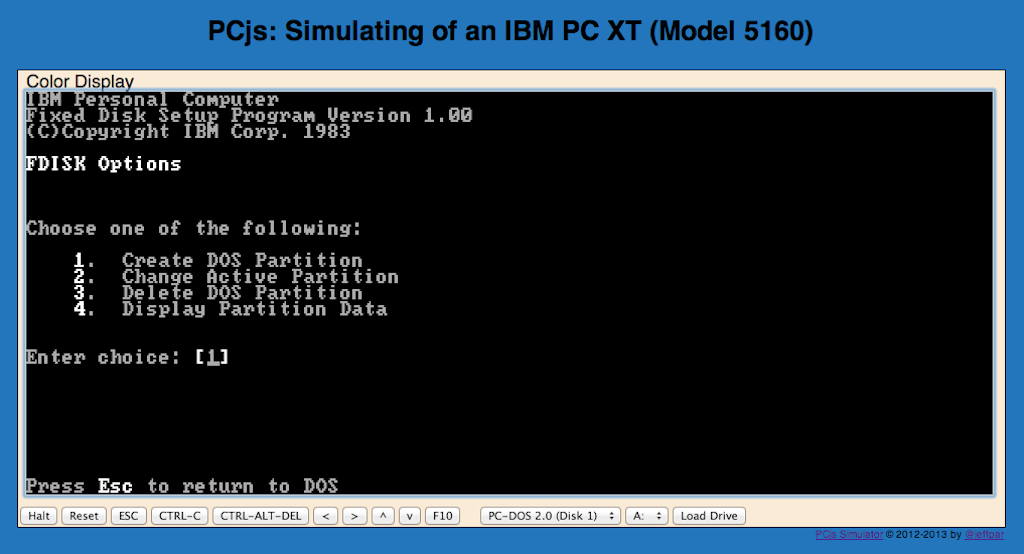 PCjs: Simulating of an IBM PC XT (Model 5160)
Color Display
IBM Personal Computer
Fixed Disk Setup Program Version 1.00
(C)Copyright IBM Corp. 1983
FDISK Options
Choose one of the following:
1. Create DOS Partition
2. Change Active Partition
3. Delete DOS Partition
4. Display Partition Data
Enter choice: [1]
Press Esc to return to DOS
Halt Reset ESC CTRL-C CTRL-ALT-DEL < > ^ v F10 PC-DOS 2.0 (Disk 1) A: Load Drive
PCjs Simulator © 2012-2013 by @jeffpar